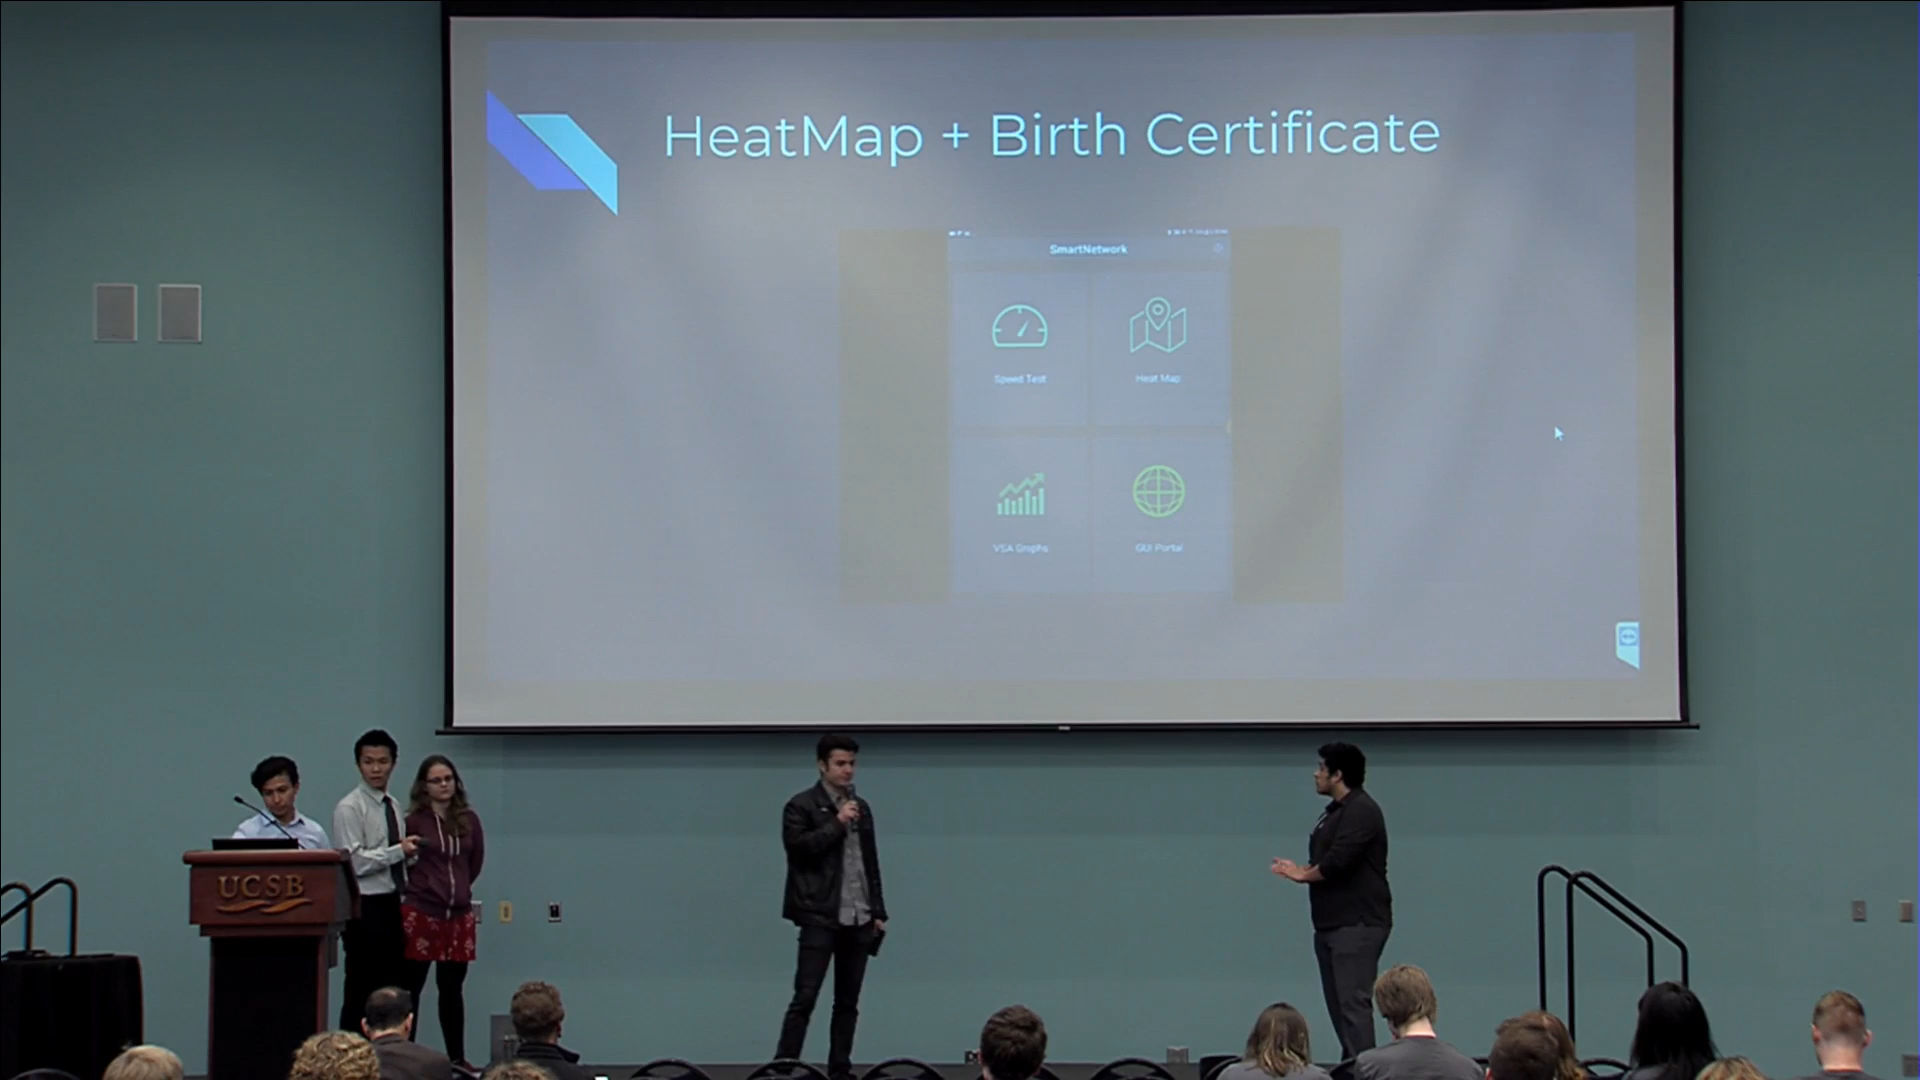 HeatMap + Birth Certificate
SmartNetwork
Speed Test
Heat Map
VSA Graphs
GUI Portal
UCSB